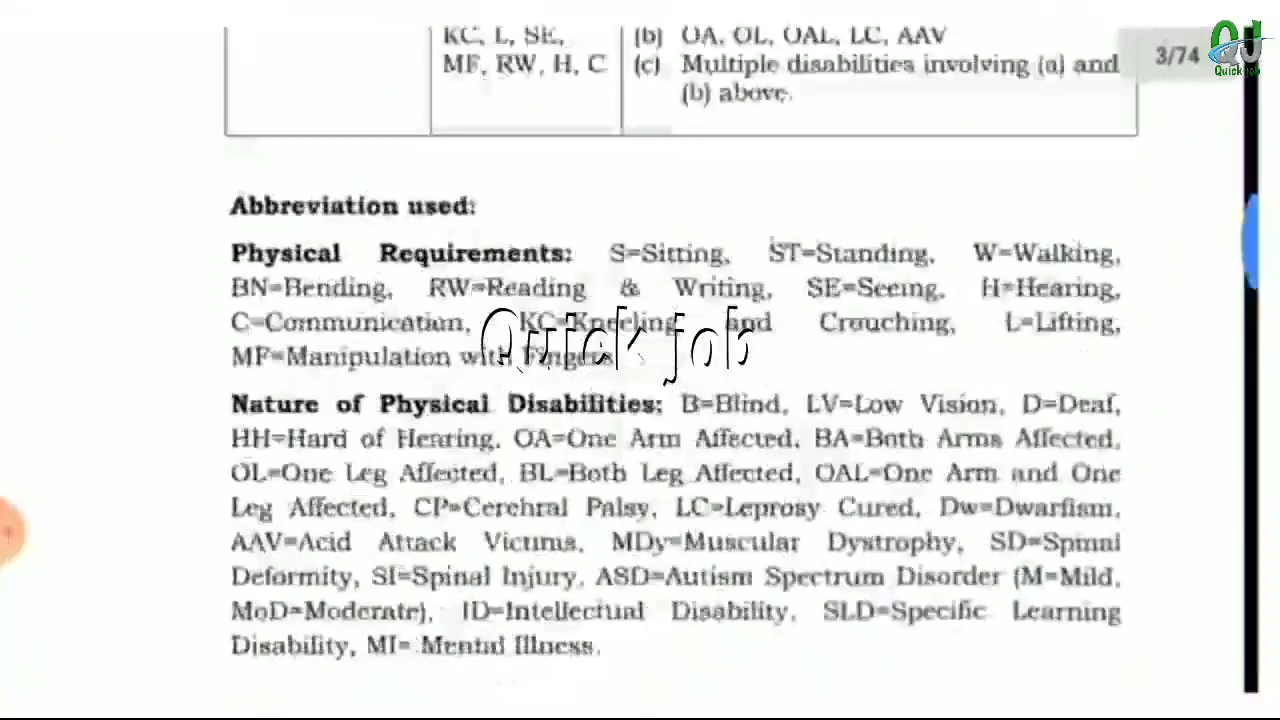 KC, L, SE, (b) OA, OL, OAL, LC, AAV
MF, RW, H, C (c) Multiple disabilities involving (a) and
(b) above.
3/74
QJ
Quick job
Abbreviation used:
Physical Requirements: S=Sitting, ST=Standing, W=Walking,
BN=Bending, RW=Reading & Writing, SE=Seeing, H=Hearing,
C=Communication, KC=Kneeling and Crouching, L=Lifting,
MF=Manipulation with Fingers
Quick job
Nature of Physical Disabilities: B=Blind, LV=Low Vision, D=Deaf,
HH=Hard of Hearing, OA=One Arm Affected, BA=Both Arms Affected,
OL=One Leg Affected, BL=Both Leg Affected, OAL=One Arm and One
Leg Affected, CP=Cerebral Palsy, LC=Leprosy Cured, Dw=Dwarfism,
AAV=Acid Attack Victims, MDy=Muscular Dystrophy, SD=Spinal
Deformity, SI=Spinal Injury, ASD=Autism Spectrum Disorder (M=Mild,
MoD=Moderate), ID=Intellectual Disability, SLD=Specific Learning
Disability, MI= Mental Illness.